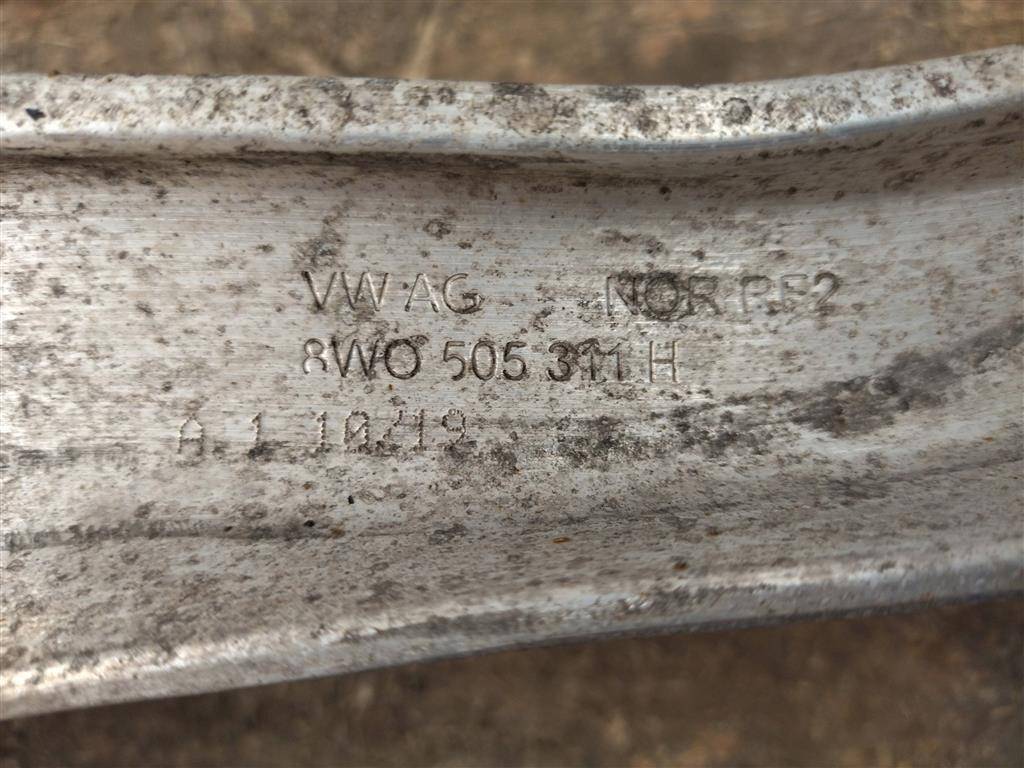 VW AG NOR PF2
8W0 505 311 H
A 1 10/19